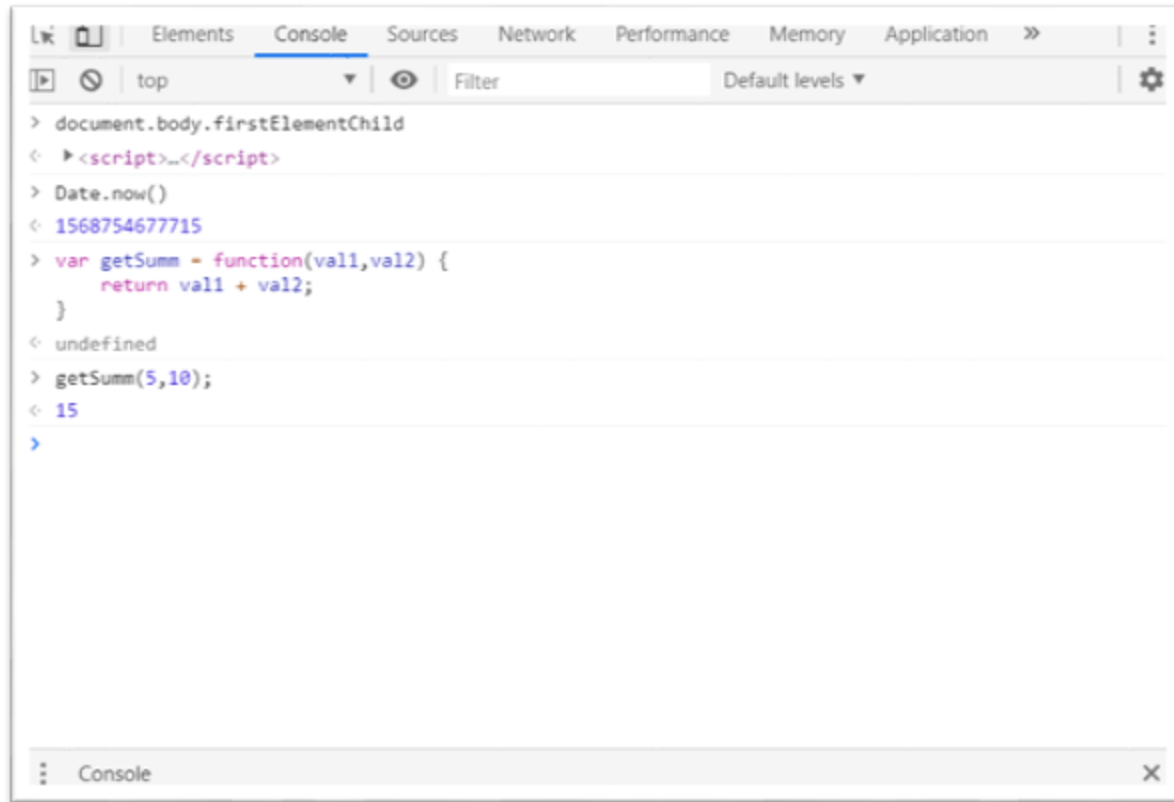 Elements Console Sources Network Performance Memory Application »
top Filter Default levels
> document.body.firstElementChild
<script>…</script>
> Date.now()
1568754677715
> var getSumm = function(val1,val2) {
return val1 + val2;
}
undefined
> getSumm(5,10);
15
>
Console